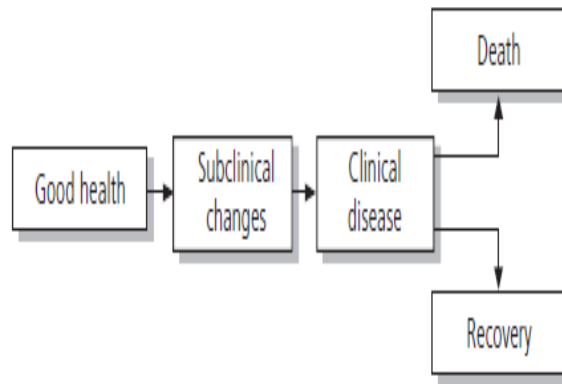 Death
Good health
Subclinical
changes
Clinical
disease
Recovery